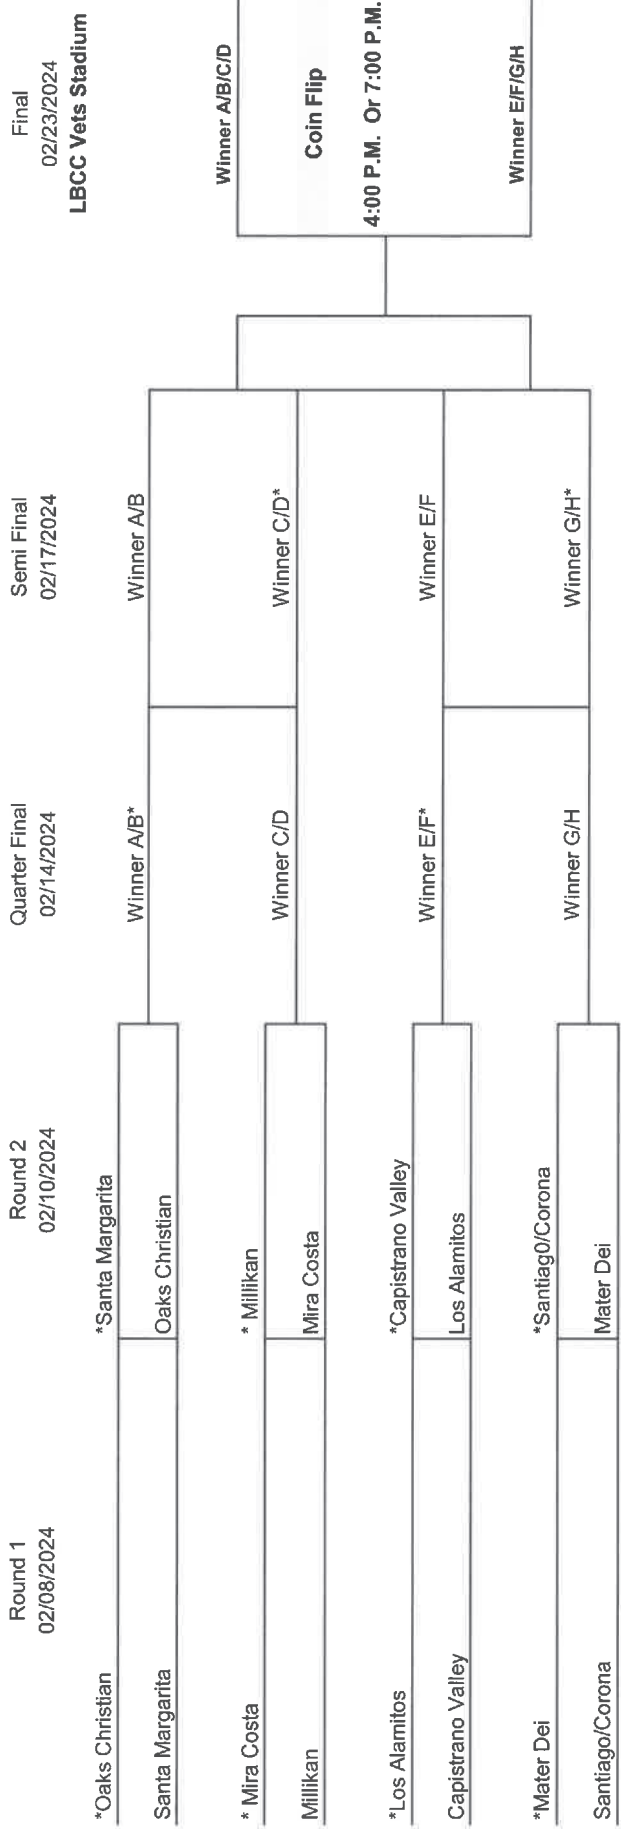 Round 1
02/08/2024
Round 2
02/10/2024
Quarter Final
02/14/2024
Semi Final
02/17/2024
Final
02/23/2024
LBCC Vets Stadium
*Oaks Christian
Santa Margarita
* Mira Costa
Millikan
*Los Alamitos
Capistrano Valley
*Mater Dei
Santiago/Corona
*Santa Margarita
Oaks Christian
* Millikan
Mira Costa
*Capistrano Valley
Los Alamitos
*Santiag0/Corona
Mater Dei
Winner A/B*
Winner C/D
Winner E/F*
Winner G/H
Winner A/B
Winner C/D*
Winner E/F
Winner G/H*
Winner A/B/C/D
Coin Flip
4:00 P.M. Or 7:00 P.M.
Winner E/F/G/H